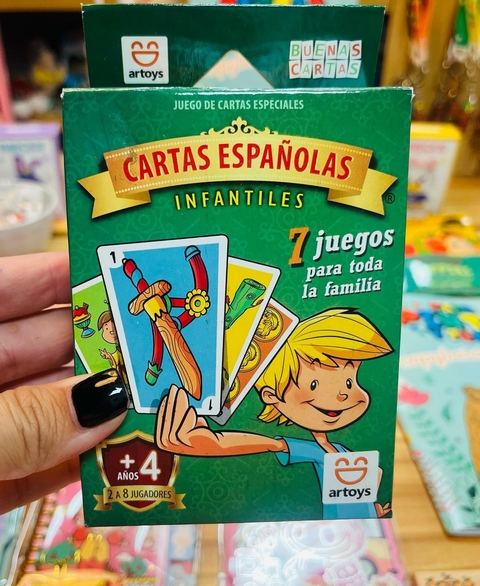 artoys
BUENAS
CARTAS
JUEGO DE CARTAS ESPECIALES
CARTAS ESPAÑOLAS
®
INFANTILES
7 juegos
para toda
la familia
1
1
+4
AÑOS
2 A 8 JUGADORES
artoys